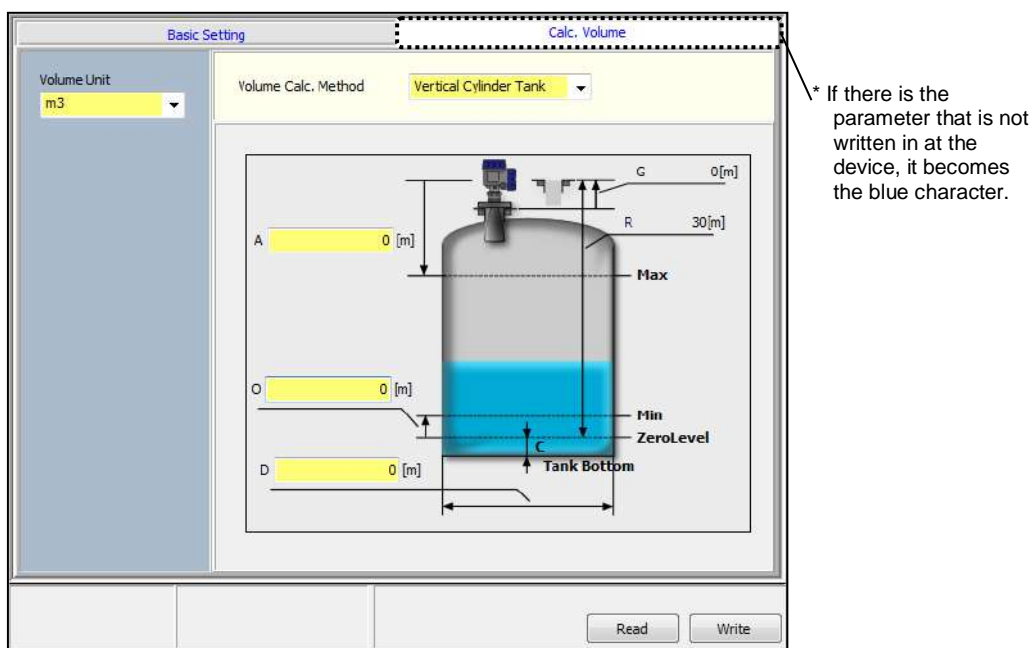 Basic Setting
Calc. Volume
Volume Unit
m3
Volume Calc. Method
Vertical Cylinder Tank
G 0[m]
R 30[m]
A 0 [m]
Max
O 0 [m]
Min
ZeroLevel
C
Tank Bottom
D 0 [m]
Read
Write
* If there is the
parameter that is not
written in at the
device, it becomes
the blue character.